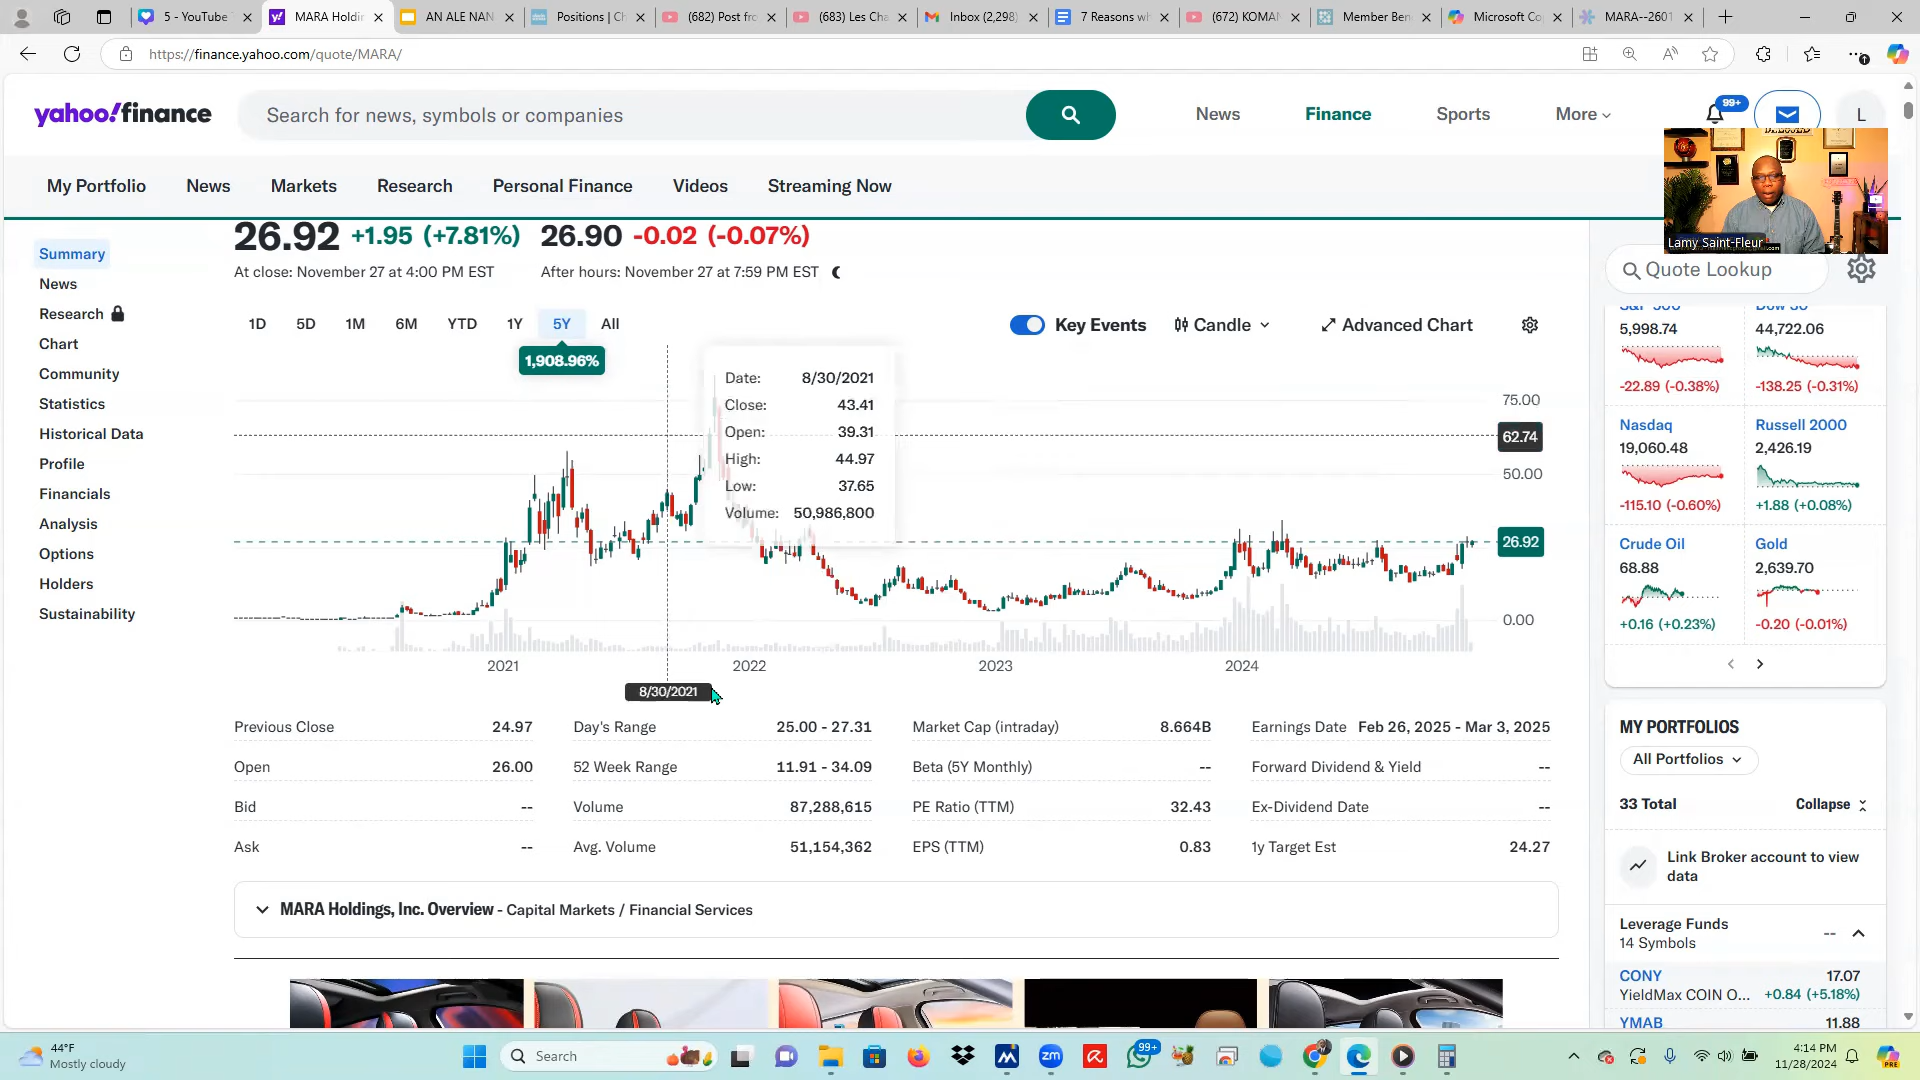 5 - YouTube
MARA Holdin
AN ALE NAN
Positions | Ch
(682) Post fro
(683) Les Cha
Inbox (2,298)
7 Reasons wh
(672) KOMAN
Member Ben
Microsoft Co
MARA--2601
https://finance.yahoo.com/quote/MARA/
yahoo!finance
Search for news, symbols or companies
News
Finance
Sports
More
99+
L
My Portfolio
News
Markets
Research
Personal Finance
Videos
Streaming Now
Lamy Saint-Fleur
26.92 +1.95 (+7.81%) 26.90 -0.02 (-0.07%)
At close: November 27 at 4:00 PM EST
After hours: November 27 at 7:59 PM EST
Quote Lookup
Summary
News
Research
Chart
Community
Statistics
Historical Data
Profile
Financials
Analysis
Options
Holders
Sustainability
1D 5D 1M 6M YTD 1Y 5Y All
Key Events
Candle
Advanced Chart
1,908.96%
Date: 8/30/2021
Close: 43.41
Open: 39.31
High: 44.97
Low: 37.65
Volume: 50,986,800
75.00
62.74
50.00
26.92
0.00
2021 2022 2023 2024
8/30/2021
Previous Close 24.97
Day's Range 25.00 - 27.31
Market Cap (intraday) 8.664B
Earnings Date Feb 26, 2025 - Mar 3, 2025
Open 26.00
52 Week Range 11.91 - 34.09
Beta (5Y Monthly) --
Forward Dividend & Yield --
Bid --
Volume 87,288,615
PE Ratio (TTM) 32.43
Ex-Dividend Date --
Ask --
Avg. Volume 51,154,362
EPS (TTM) 0.83
1y Target Est 24.27
MARA Holdings, Inc. Overview - Capital Markets / Financial Services
S&P 500
5,998.74
-22.89 (-0.38%)
Dow 30
44,722.06
-138.25 (-0.31%)
Nasdaq
19,060.48
-115.10 (-0.60%)
Russell 2000
2,426.19
+1.88 (+0.08%)
Crude Oil
68.88
+0.16 (+0.23%)
Gold
2,639.70
-0.20 (-0.01%)
MY PORTFOLIOS
All Portfolios
33 Total
Collapse
Link Broker account to view
data
Leverage Funds
--
14 Symbols
CONY 17.07
YieldMax COIN O... +0.84 (+5.18%)
YMAB 11.88
44°F
Mostly cloudy
Search
zm
99+
4:14 PM
11/28/2024
PRE